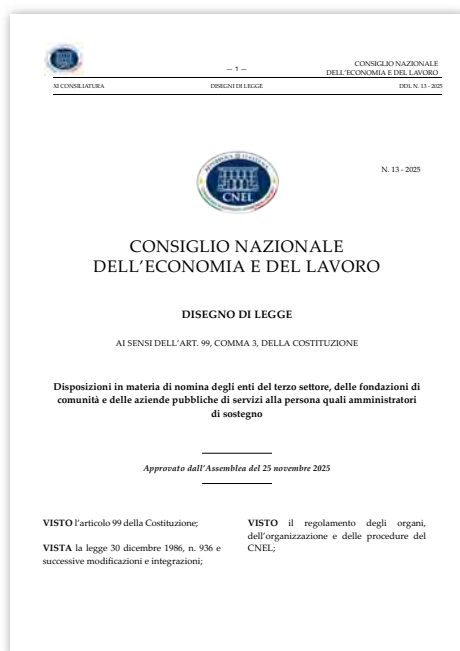 — 1 —
CONSIGLIO NAZIONALE
DELL'ECONOMIA E DEL LAVORO
XI CONSILIATURA DISEGNI DI LEGGE DDL N. 13 - 2025
N. 13 - 2025
REPUBBLICA ITALIANA
CNEL
CONSIGLIO NAZIONALE
DELL'ECONOMIA E DEL LAVORO
DISEGNO DI LEGGE
AI SENSI DELL'ART. 99, COMMA 3, DELLA COSTITUZIONE
Disposizioni in materia di nomina degli enti del terzo settore, delle fondazioni di
comunità e delle aziende pubbliche di servizi alla persona quali amministratori
di sostegno
Approvato dall'Assemblea del 25 novembre 2025
VISTO l'articolo 99 della Costituzione;
VISTA la legge 30 dicembre 1986, n. 936 e
successive modificazioni e integrazioni;
VISTO il regolamento degli organi,
dell'organizzazione e delle procedure del
CNEL;